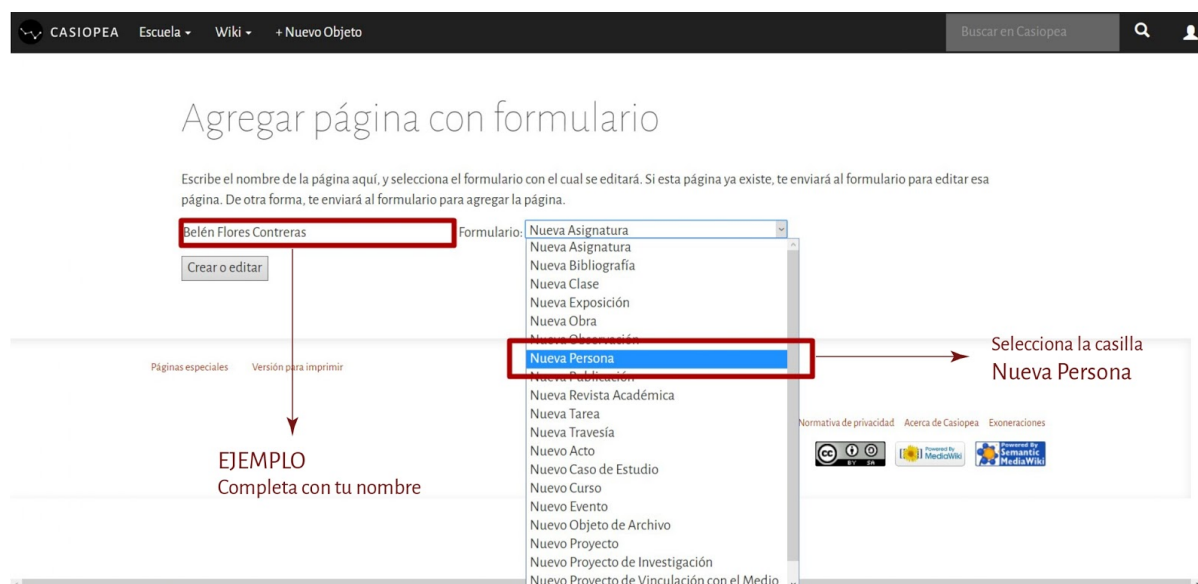 CASIOPEA Escuela Wiki + Nuevo Objeto Buscar en Casiopea
Agregar página con formulario
Escribe el nombre de la página aquí, y selecciona el formulario con el cual se editará. Si esta página ya existe, te enviará al formulario para editar esa
página. De otra forma, te enviará al formulario para agregar la página.
Belén Flores Contreras Formulario: Nueva Asignatura
Crear o editar
Nueva Asignatura
Nueva Bibliografía
Nueva Clase
Nueva Exposición
Nueva Obra
Nueva Observación
Nueva Persona
Nueva Publicación
Nueva Revista Académica
Nueva Tarea
Nueva Travesía
Nuevo Acto
Nuevo Caso de Estudio
Nuevo Curso
Nuevo Evento
Nuevo Objeto de Archivo
Nuevo Proyecto
Nuevo Proyecto de Investigación
Nuevo Proyecto de Vinculación con el Medio
Selecciona la casilla
Nueva Persona
EJEMPLO
Completa con tu nombre
Páginas especiales Versión para imprimir
Normativa de privacidad Acerca de Casiopea Exoneraciones
cc BY SA
Powered By
MediaWiki
Powered By
Semantic
MediaWiki